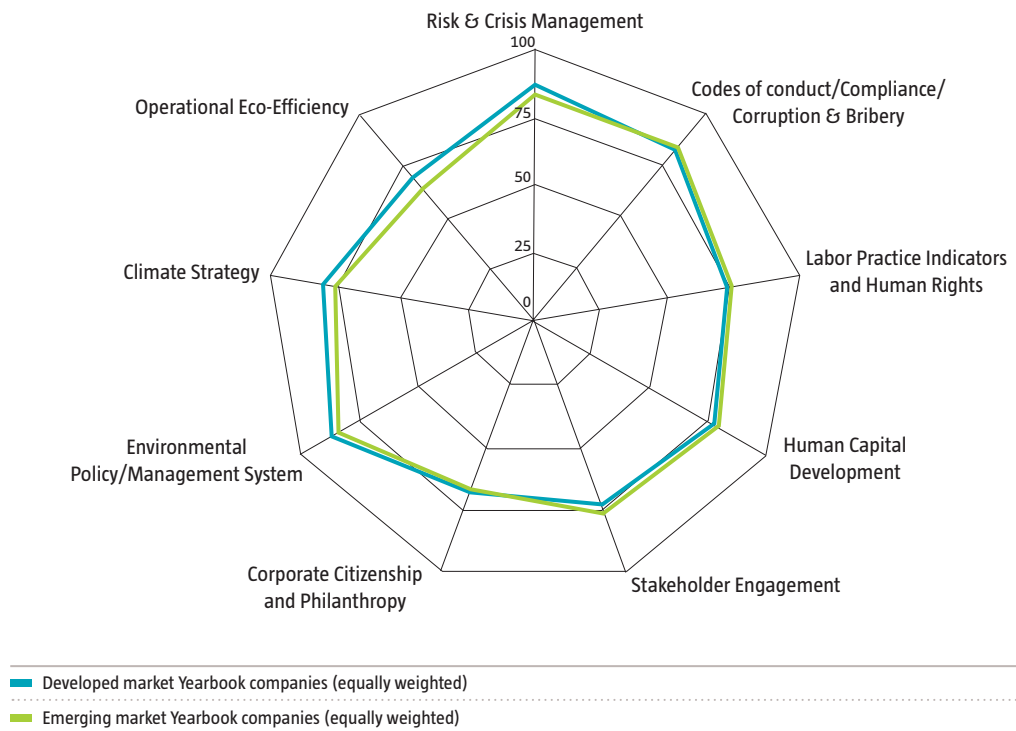 Risk & Crisis Management
100
Codes of conduct/Compliance/
Corruption & Bribery
Operational Eco-Efficiency
75
50
25
0
Labor Practice Indicators
and Human Rights
Climate Strategy
Human Capital
Development
Environmental
Policy/Management System
Stakeholder Engagement
Corporate Citizenship
and Philanthropy
Developed market Yearbook companies (equally weighted)
Emerging market Yearbook companies (equally weighted)